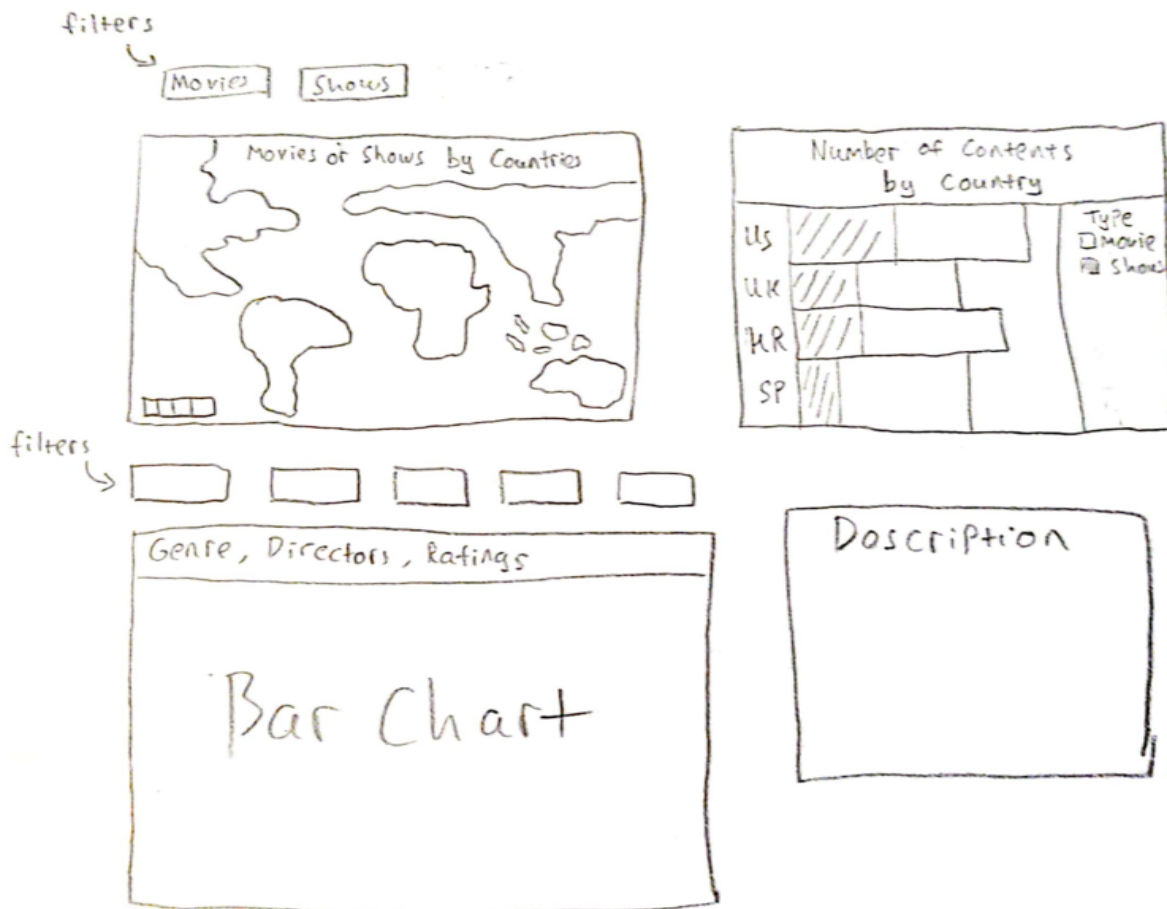 filters
Movies
Shows
Movies or Shows by Countries
Number of Contents
by Country
US
UK
KR
SP
Type
Movie
Shows
filters
Genre, Directors, Ratings
Bar Chart
Description